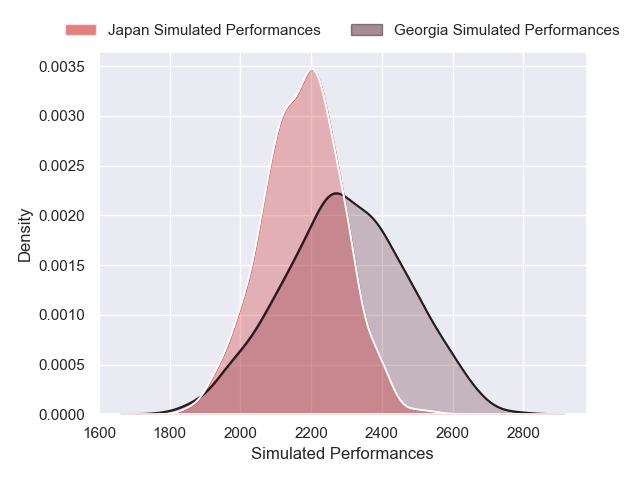 Japan Simulated Performances
Georgia Simulated Performances
0.0035
0.0030
0.0025
0.0020
0.0015
0.0010
0.0005
0.0000
Density
1600 1800 2000 2200 2400 2600 2800
Simulated Performances